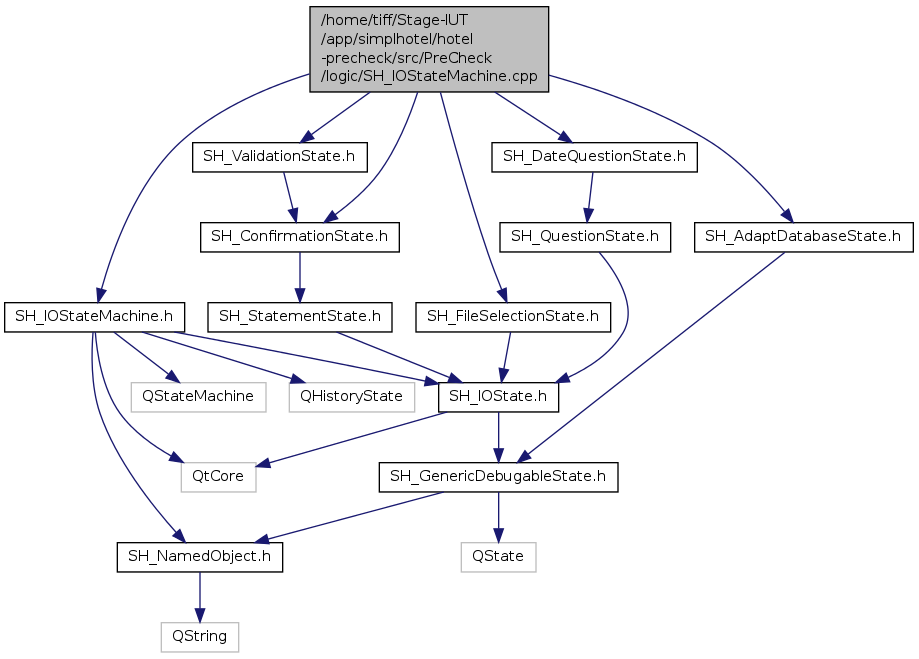 /home/tiff/Stage-IUT
/app/simplhotel/hotel
-precheck/src/PreCheck
/logic/SH_IOStateMachine.cpp
SH_ValidationState.h
SH_DateQuestionState.h
SH_ConfirmationState.h
SH_QuestionState.h
SH_AdaptDatabaseState.h
SH_IOStateMachine.h
SH_StatementState.h
SH_FileSelectionState.h
QStateMachine
QHistoryState
SH_IOState.h
QtCore
SH_GenericDebugableState.h
SH_NamedObject.h
QState
QString